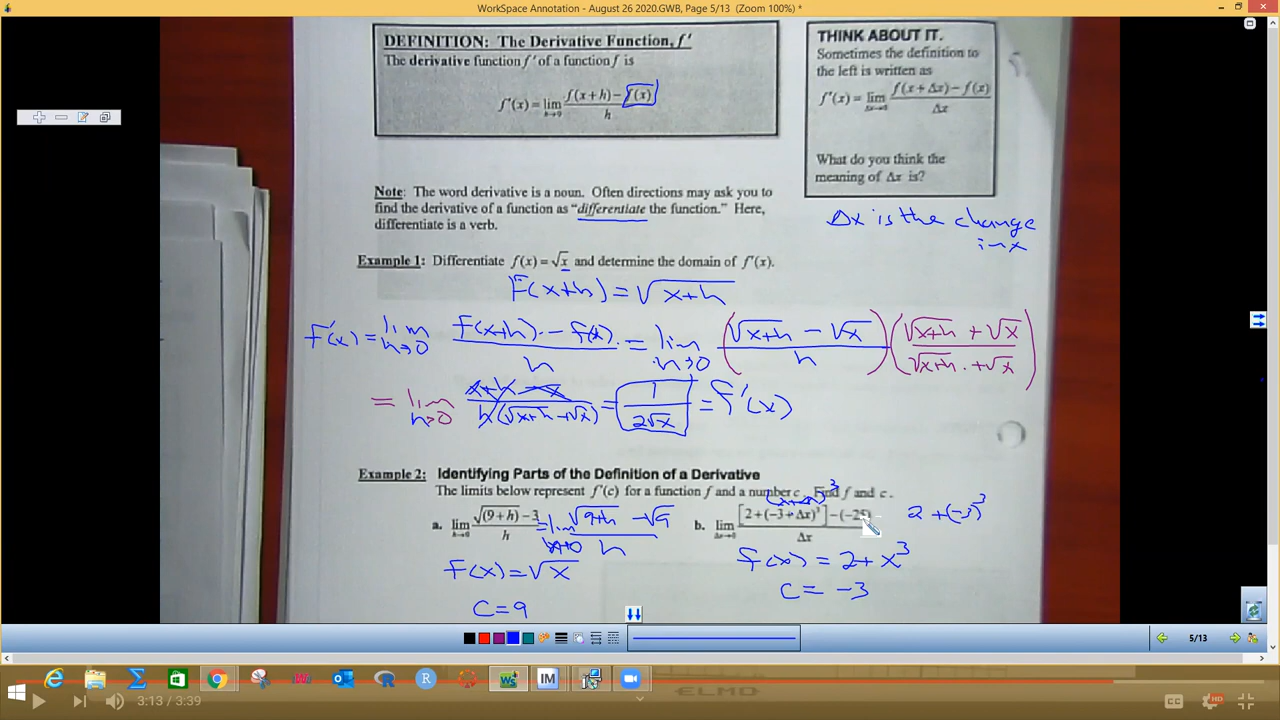 WorkSpace Annotation - August 26 2020.GWB, Page 5/13 (Zoom 100%) *
DEFINITION: The Derivative Function, f′
The derivative function f′ of a function f is
f′(x) = lim h→0 f(x+h) − f(x) / h
THINK ABOUT IT.
Sometimes the definition to
the left is written as
f′(x) = lim Δx→0 f(x + Δx) − f(x) / Δx
What do you think the
meaning of Δx is?
Δx is the change
in x
Note: The word derivative is a noun. Often directions may ask you to
find the derivative of a function as "differentiate the function." Here,
differentiate is a verb.
Example 1: Differentiate f(x) = √x and determine the domain of f′(x).
F(x+h) = √x+h
F′(x) = lim h→0 F(x+h) − f(x) / h = lim h→0 (√x+h − √x / h) (√x+h + √x / √x+h + √x)
= lim h→0 x+h − x / h(√x+h + √x) = 1 / 2√x = f′(x)
Example 2: Identifying Parts of the Definition of a Derivative
The limits below represent f′(c) for a function f and a number c. Find f and c.
a. lim h→0 √(9+h) − 3 / h = lim h→0 √9+h − √9 / h
f(x) = √x
C = 9
b. lim Δx→0 [2 + (−3 + Δx)³] − (−25) / Δx
2 + (−3)³
f(x) = 2 + x³
C = −3
5/13
ELMO
3:13 / 3:39
CC
HD